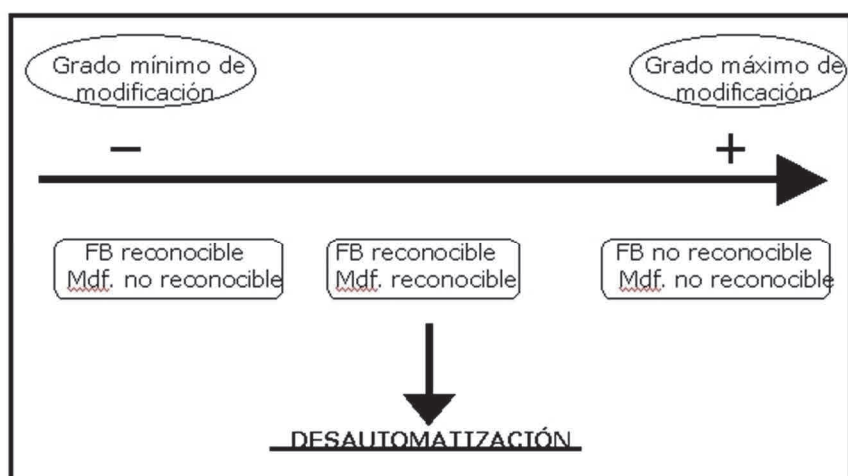 Grado mínimo de
modificación
Grado máximo de
modificación
–
+
FB reconocible
Mdf. no reconocible
FB reconocible
Mdf. reconocible
FB no reconocible
Mdf. no reconocible
DESAUTOMATIZACIÓN